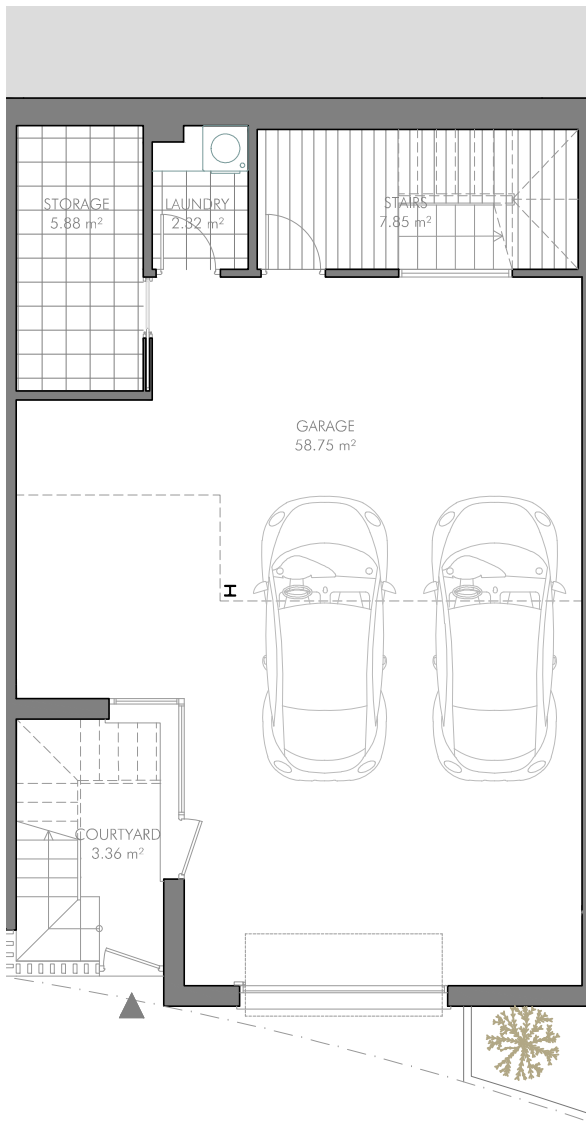 STORAGE
5.88 m²
LAUNDRY
2.32 m²
STAIRS
7.85 m²
GARAGE
58.75 m²
COURTYARD
3.36 m²